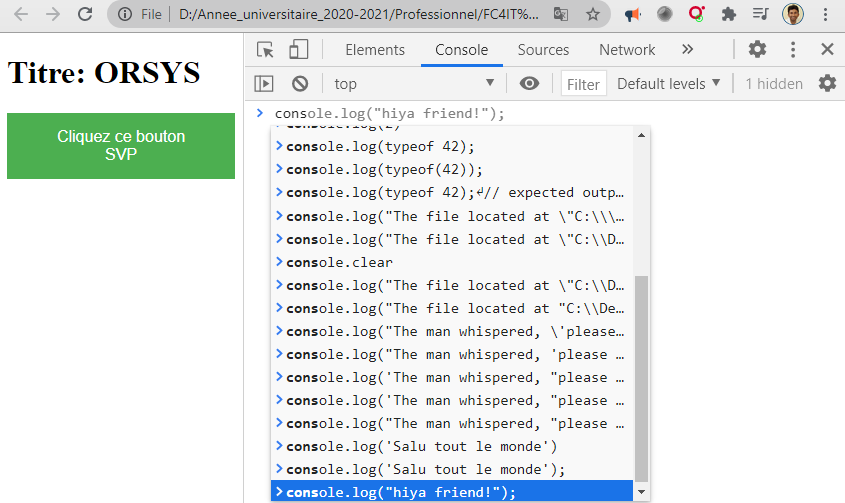 File | D:/Annee_universitaire_2020-2021/Professionnel/FC4IT%...
Titre: ORSYS
Cliquez ce bouton
SVP
Elements Console Sources Network »
top Filter Default levels 1 hidden
> console.log("hiya friend!");
console.log(2)
> console.log(typeof 42);
> console.log(typeof(42));
> console.log(typeof 42);↲// expected outp…
> console.log("The file located at \"C:\\\…
> console.log("The file located at \"C:\\D…
> console.clear
> console.log("The file located at \"C:\\D…
> console.log("The file located at "C:\\De…
> console.log("The man whispered, \'please…
> console.log("The man whispered, 'please …
> console.log('The man whispered, "please …
> console.log('The man whispered, "please …
> console.log("The man whispered, "please …
> console.log('Salu tout le monde')
> console.log('Salu tout le monde');
> console.log("hiya friend!");